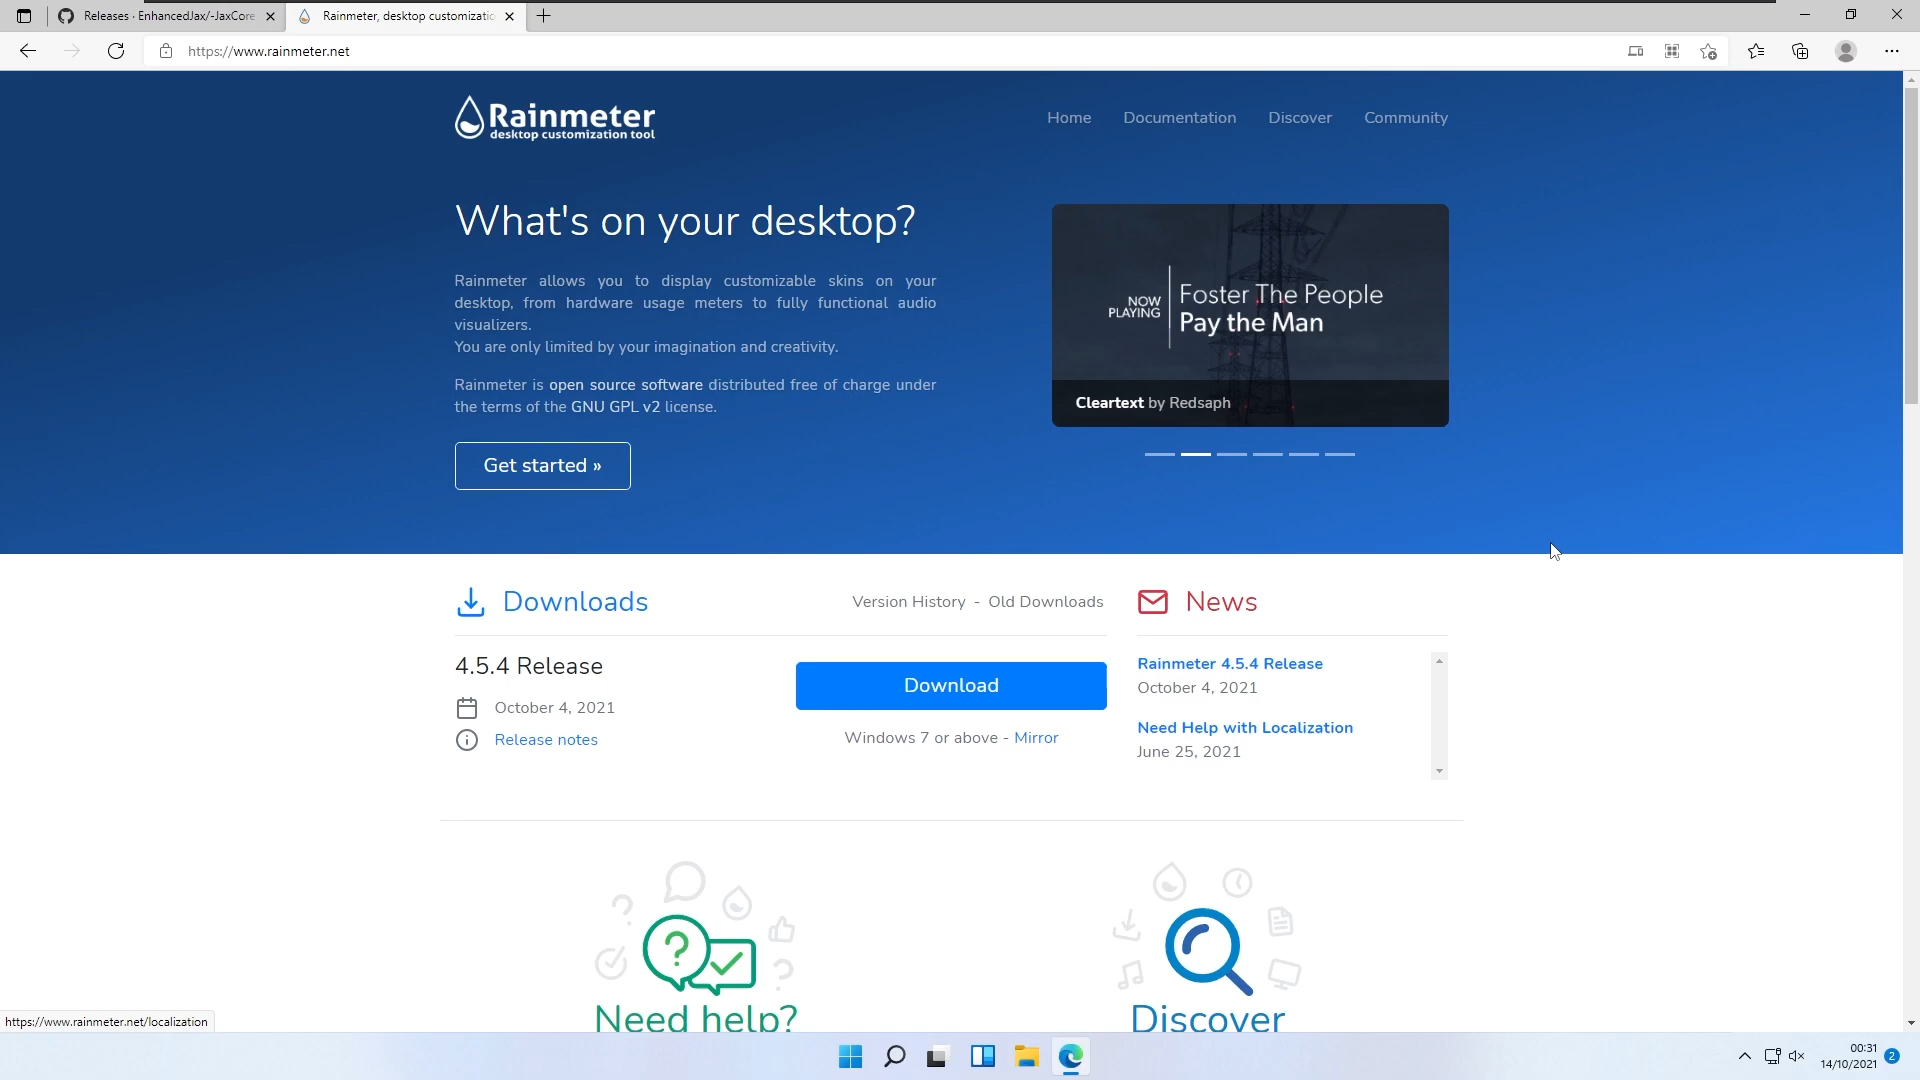 Releases · EnhancedJax/-JaxCore
Rainmeter, desktop customizatio
https://www.rainmeter.net
Rainmeter
desktop customization tool
Home
Documentation
Discover
Community
What's on your desktop?
Rainmeter allows you to display customizable skins on your
desktop, from hardware usage meters to fully functional audio
visualizers.
You are only limited by your imagination and creativity.
Rainmeter is open source software distributed free of charge under
the terms of the GNU GPL v2 license.
Get started »
NOW
PLAYING
Foster The People
Pay the Man
Cleartext by Redsaph
Downloads
Version History - Old Downloads
4.5.4 Release
October 4, 2021
Release notes
Download
Windows 7 or above - Mirror
News
Rainmeter 4.5.4 Release
October 4, 2021
Need Help with Localization
June 25, 2021
Need help?
Discover
https://www.rainmeter.net/localization
00:31
14/10/2021
2